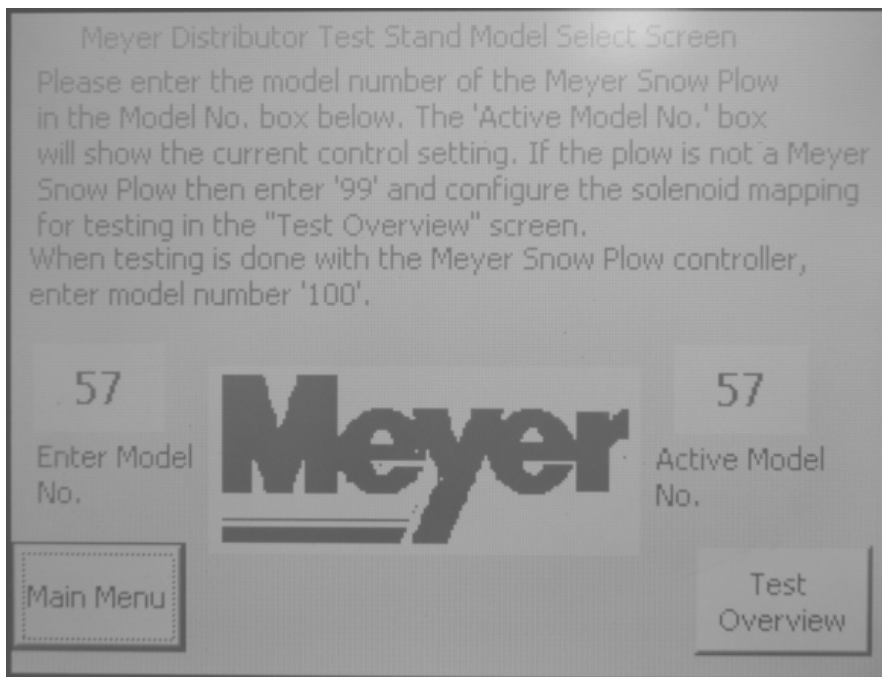 Meyer Distributor Test Stand Model Select Screen
Please enter the model number of the Meyer Snow Plow
in the Model No. box below. The 'Active Model No.' box
will show the current control setting. If the plow is not a Meyer
Snow Plow then enter '99' and configure the solenoid mapping
for testing in the "Test Overview" screen.
When testing is done with the Meyer Snow Plow controller,
enter model number '100'.
57
Enter Model
No.
Meyer
57
Active Model
No.
Main Menu
Test
Overview